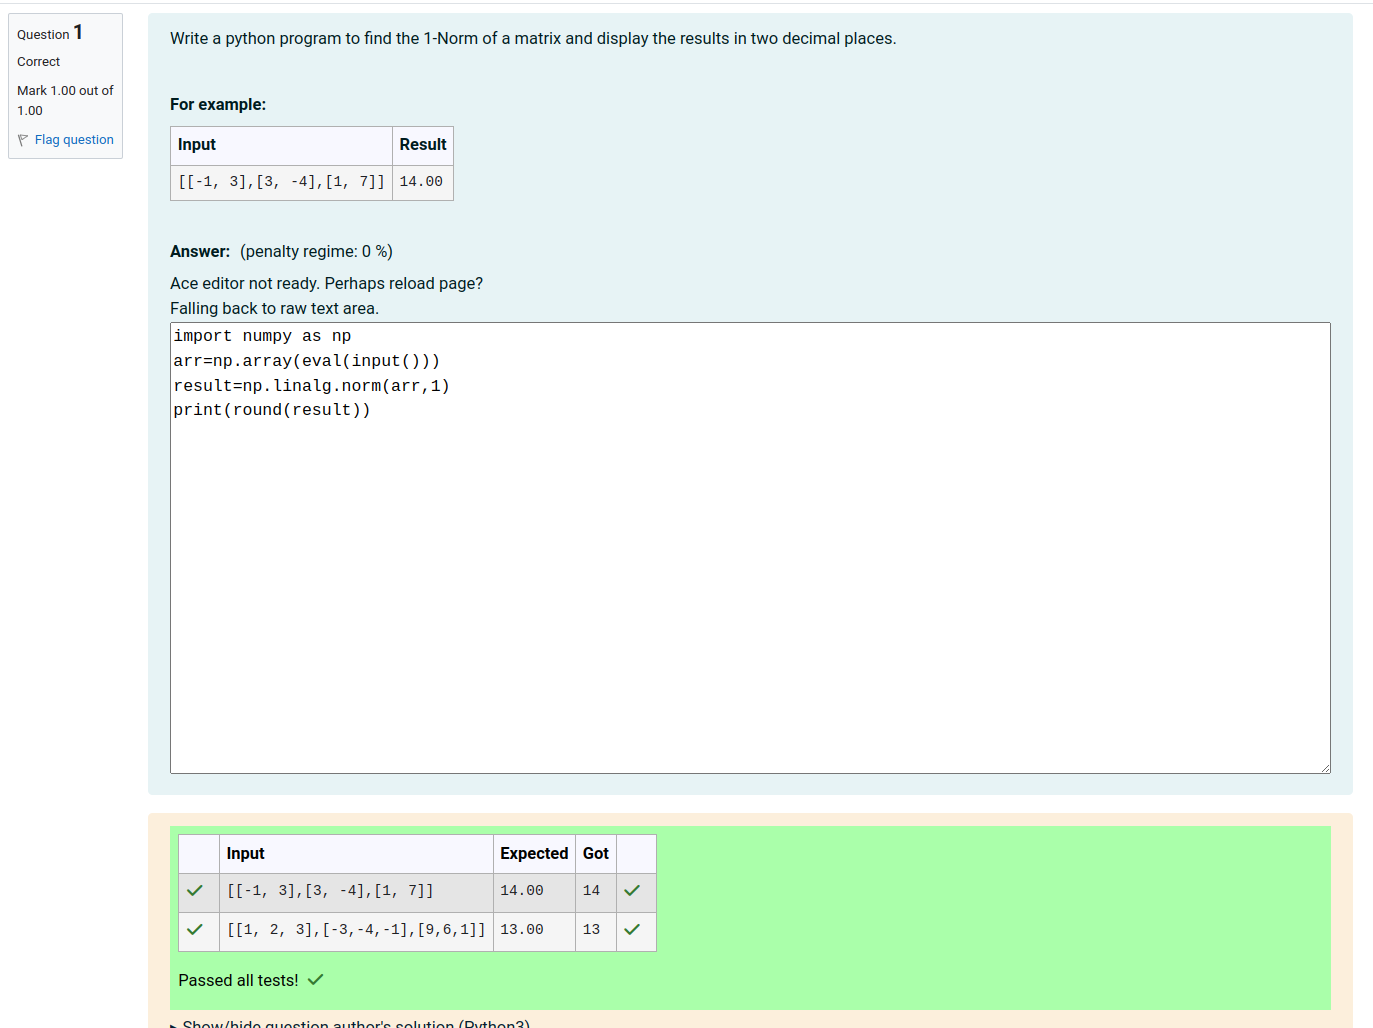 Question 1
Correct
Mark 1.00 out of
1.00
Flag question
Write a python program to find the 1-Norm of a matrix and display the results in two decimal places.
For example:
Input Result
[[-1, 3],[3, -4],[1, 7]] 14.00
Answer: (penalty regime: 0 %)
Ace editor not ready. Perhaps reload page?
Falling back to raw text area.
import numpy as np
arr=np.array(eval(input()))
result=np.linalg.norm(arr,1)
print(round(result))
Input Expected Got
[[-1, 3],[3, -4],[1, 7]] 14.00 14
[[1, 2, 3],[-3,-4,-1],[9,6,1]] 13.00 13
Passed all tests!
Show/hide question author's solution (Python3)